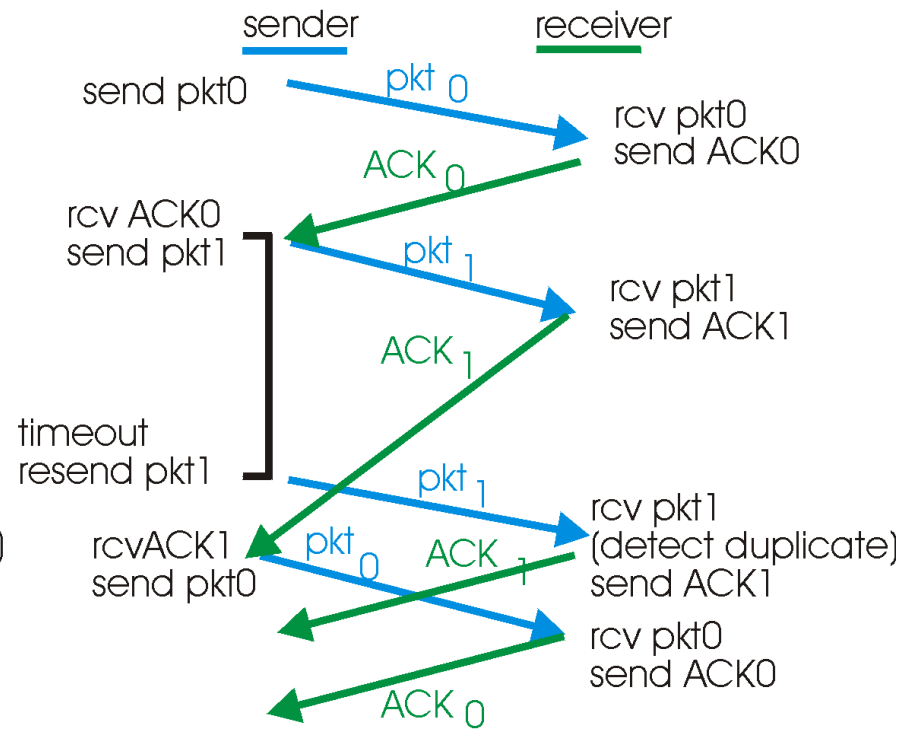 sender
receiver
send pkt0
pkt 0
rcv pkt0
send ACK0
ACK 0
rcv ACK0
send pkt1
pkt 1
rcv pkt1
send ACK1
ACK 1
timeout
resend pkt1
pkt 1
rcv pkt1
(detect duplicate)
send ACK1
)
rcvACK1
send pkt0
pkt 0
ACK 1
rcv pkt0
send ACK0
ACK 0